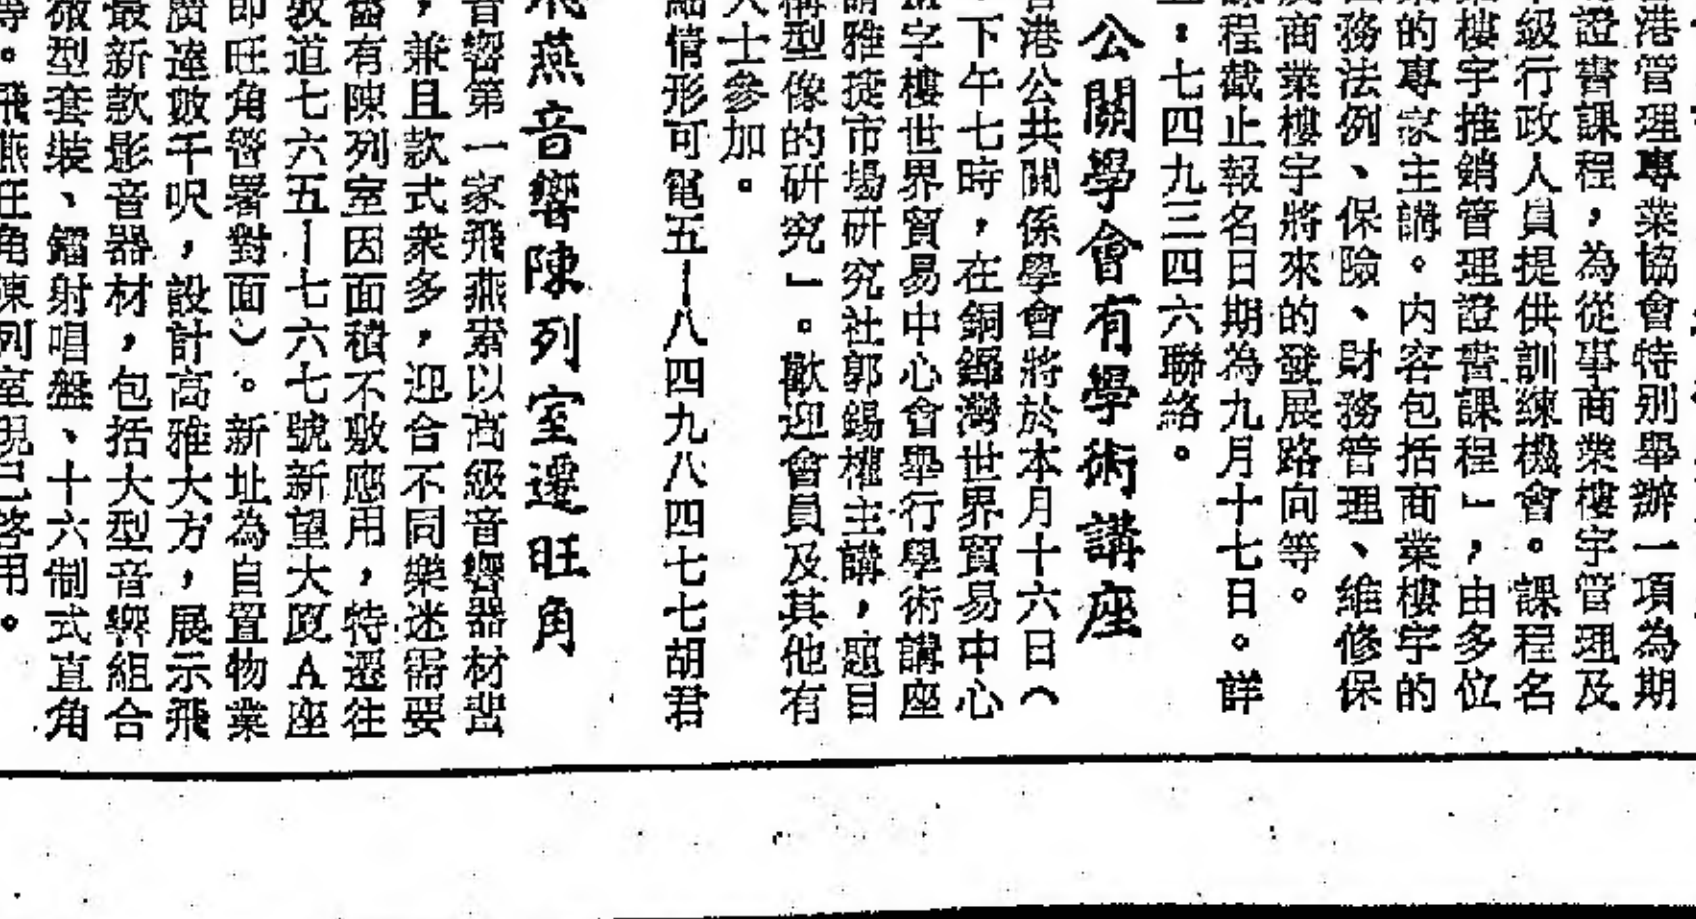 香港管理專業協會特別舉辦一項為期
證書課程，為從事商業樓宇管理及
級行政人員提供訓練機會。課程名
樓宇推銷管理證書課程」，由多位
的專家主講。内容包括商業樓宇的
務法例、保險、財務管理、維修保
商業樓宇將來的發展路向等。
課程截止報名日期為九月十七日。詳
：七四九三四六聯絡。
公關學會有學術講座
香港公共關係學會將於本月十六日（
下午七時，在銅鑼灣世界貿易中心
字樓世界貿易中心會舉行學術講座
請雅捷市場研究社郭錫權主講，題目
構型像的研究」。歡迎會員及其他有
人士參加。
情形可電五—八四九八四七七胡君
飛燕音響陳列室遷旺角
音響第一家飛燕素以高級音響器材豐
，兼且款式衆多，迎合不同樂迷需要
舊有陳列室因面積不敷應用，特遷往
敦道七六五—七六七號新望大廈A座
即旺角警署對面）。新址為自置物業
廣達數千呎，設計高雅大方，展示飛
最新款影音器材，包括大型音響組合
微型套裝、鐳射唱盤、十六制式直角
等。飛燕旺角陳列室現已啓用。